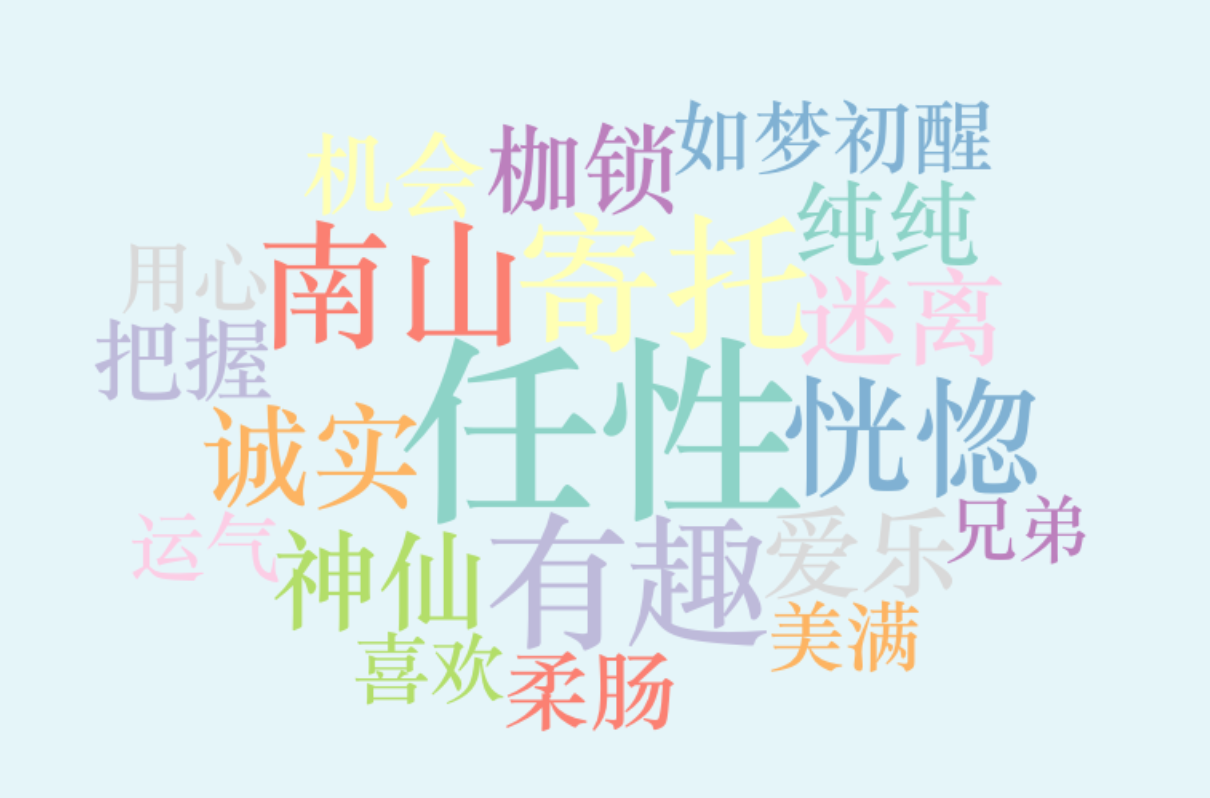 如梦初醒
机会
枷锁
纯纯
用心
南山
寄托
迷离
把握
任性
恍惚
诚实
运气
神仙
有趣
爱乐
兄弟
美满
喜欢
柔肠